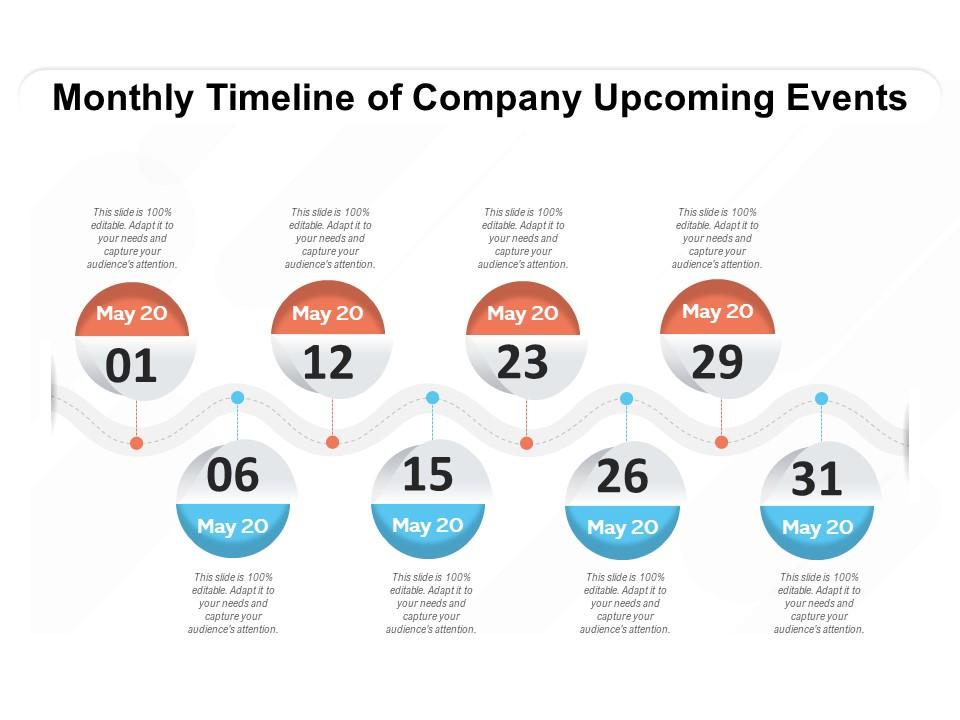 Monthly Timeline of Company Upcoming Events
This slide is 100%
editable. Adapt it to
your needs and
capture your
audience's attention.
May 20
01
This slide is 100%
editable. Adapt it to
your needs and
capture your
audience's attention.
May 20
12
This slide is 100%
editable. Adapt it to
your needs and
capture your
audience's attention.
May 20
23
This slide is 100%
editable. Adapt it to
your needs and
capture your
audience's attention.
May 20
29
06
May 20
This slide is 100%
editable. Adapt it to
your needs and
capture your
audience's attention.
15
May 20
This slide is 100%
editable. Adapt it to
your needs and
capture your
audience's attention.
26
May 20
This slide is 100%
editable. Adapt it to
your needs and
capture your
audience's attention.
31
May 20
This slide is 100%
editable. Adapt it to
your needs and
capture your
audience's attention.